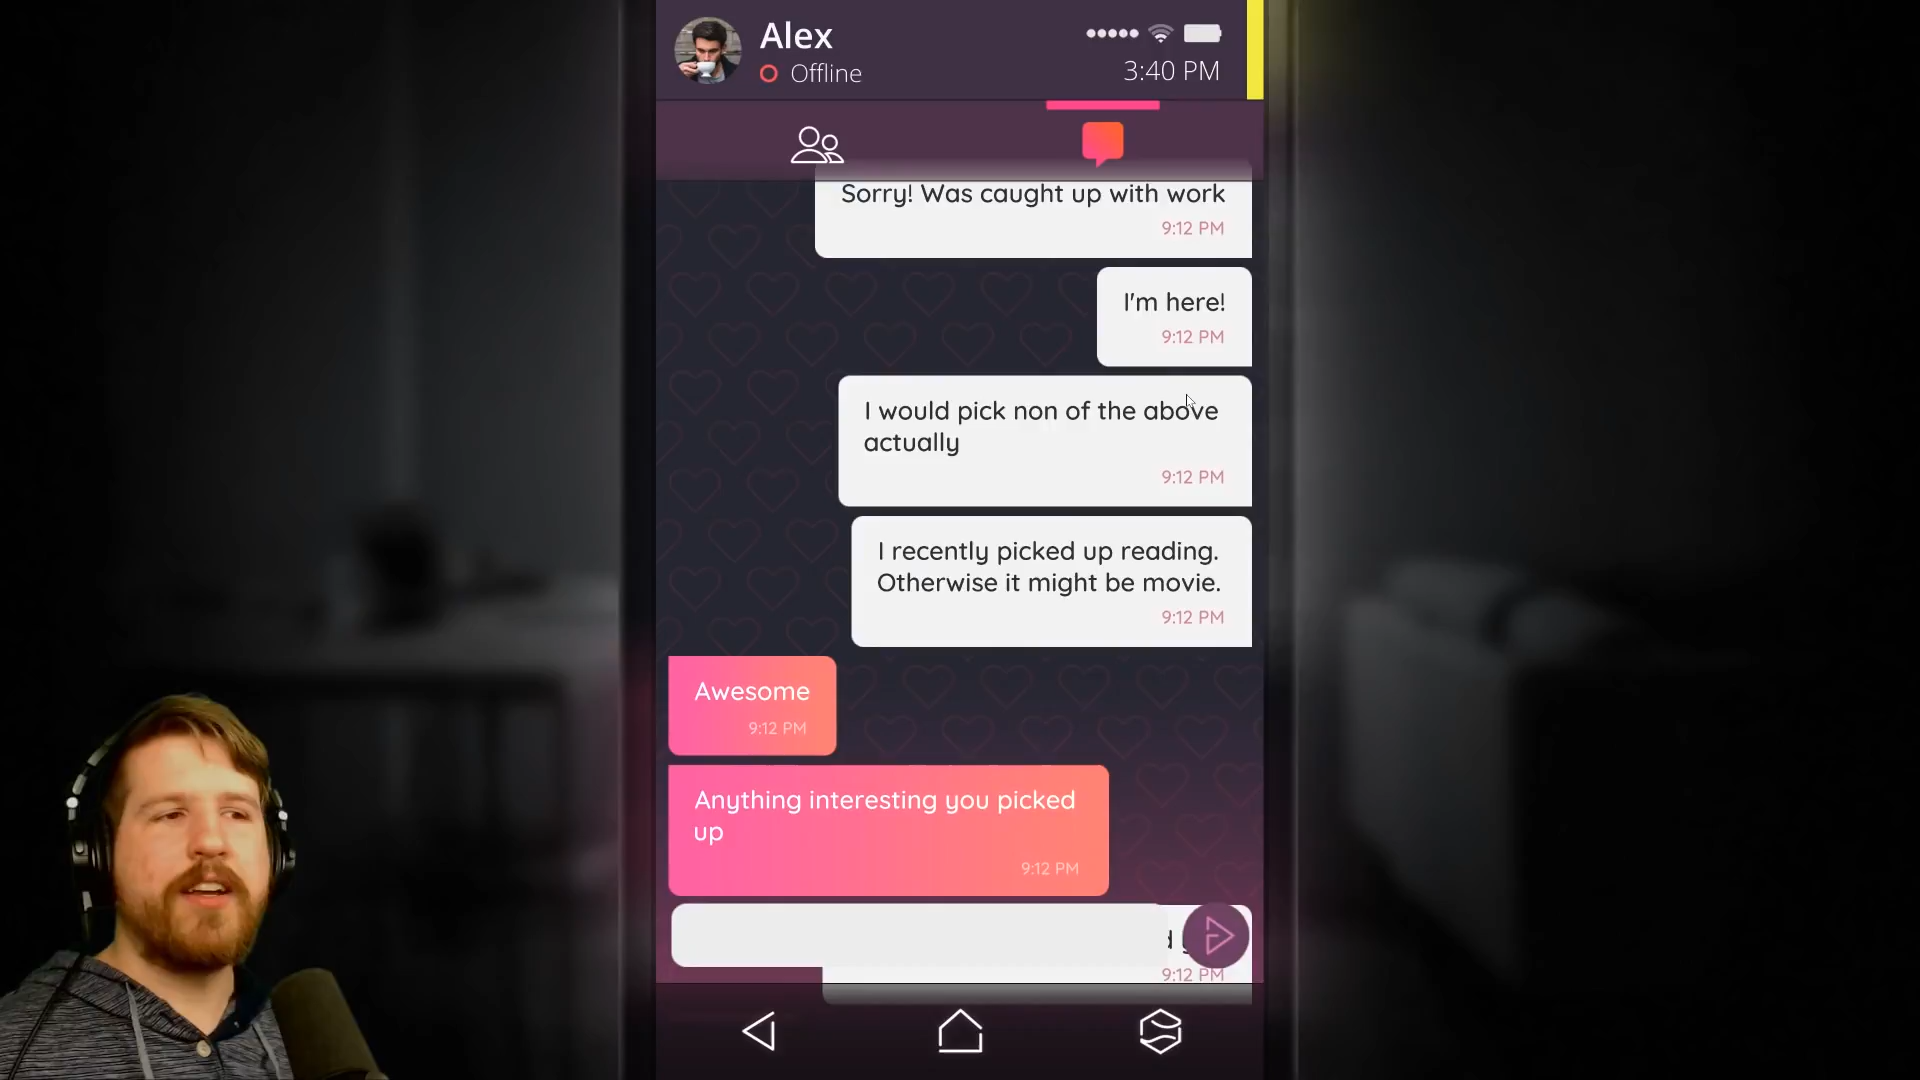 Alex
Offline
3:40 PM
Sorry! Was caught up with work
9:12 PM
I'm here!
9:12 PM
I would pick non of the above
actually
9:12 PM
I recently picked up reading.
Otherwise it might be movie.
9:12 PM
Awesome
9:12 PM
Anything interesting you picked
up
9:12 PM
9:12 PM